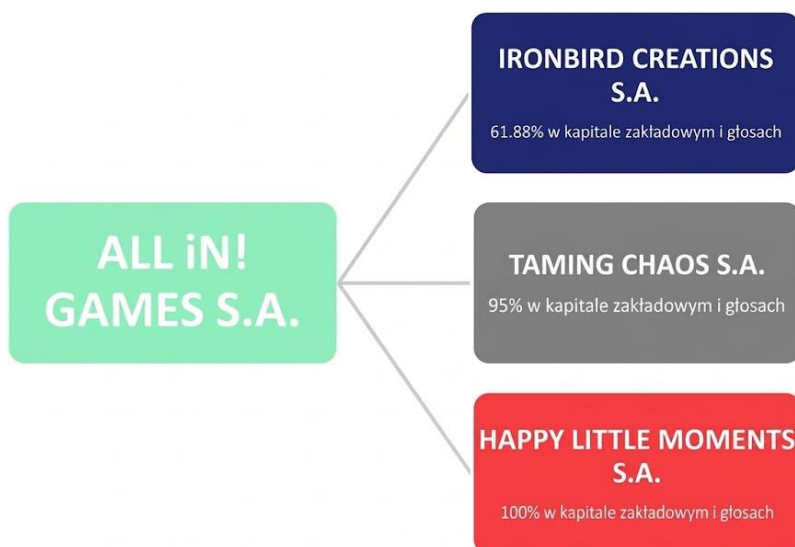 ALL iN!
GAMES S.A.
IRONBIRD CREATIONS
S.A.
61.88% w kapitale zakładowym i głosach
TAMING CHAOS S.A.
95% w kapitale zakładowym i głosach
HAPPY LITTLE MOMENTS
S.A.
100% w kapitale zakładowym i głosach